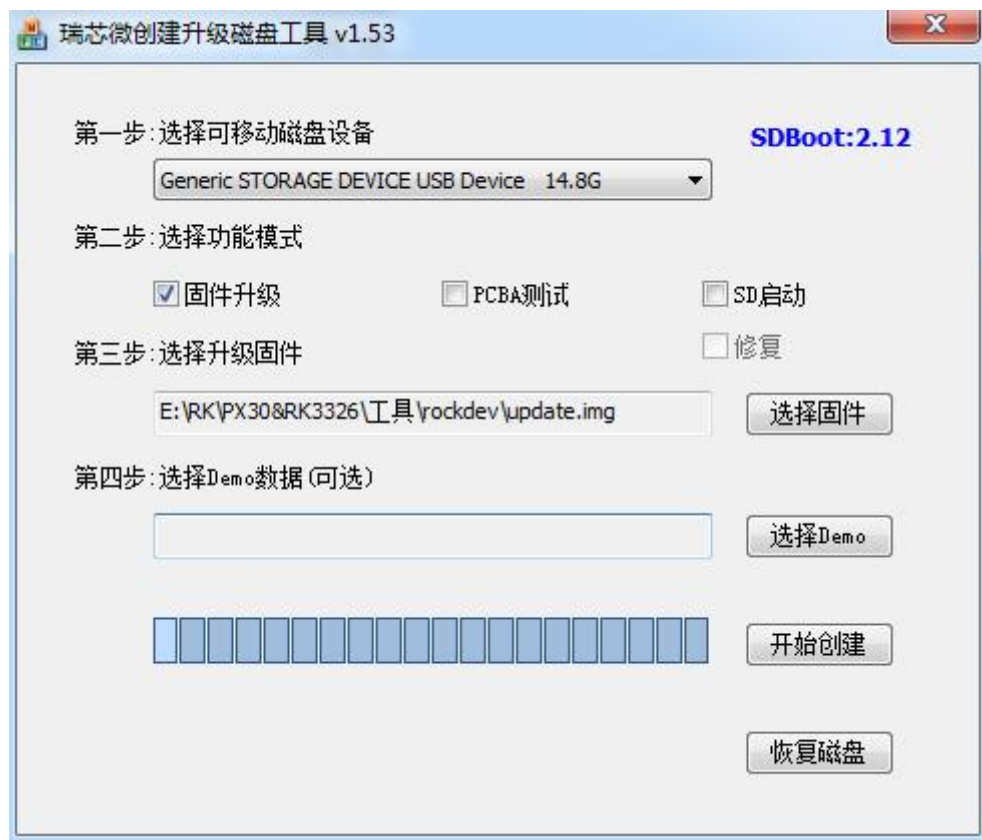 瑞芯微创建升级磁盘工具 v1.53
第一步:选择可移动磁盘设备
SDBoot:2.12
Generic STORAGE DEVICE USB Device 14.8G
第二步:选择功能模式
固件升级 PCBA测试 SD启动
第三步:选择升级固件 修复
E:\RK\PX30&RK3326\工具\rockdev\update.img 选择固件
第四步:选择Demo数据(可选)
选择Demo
开始创建
恢复磁盘